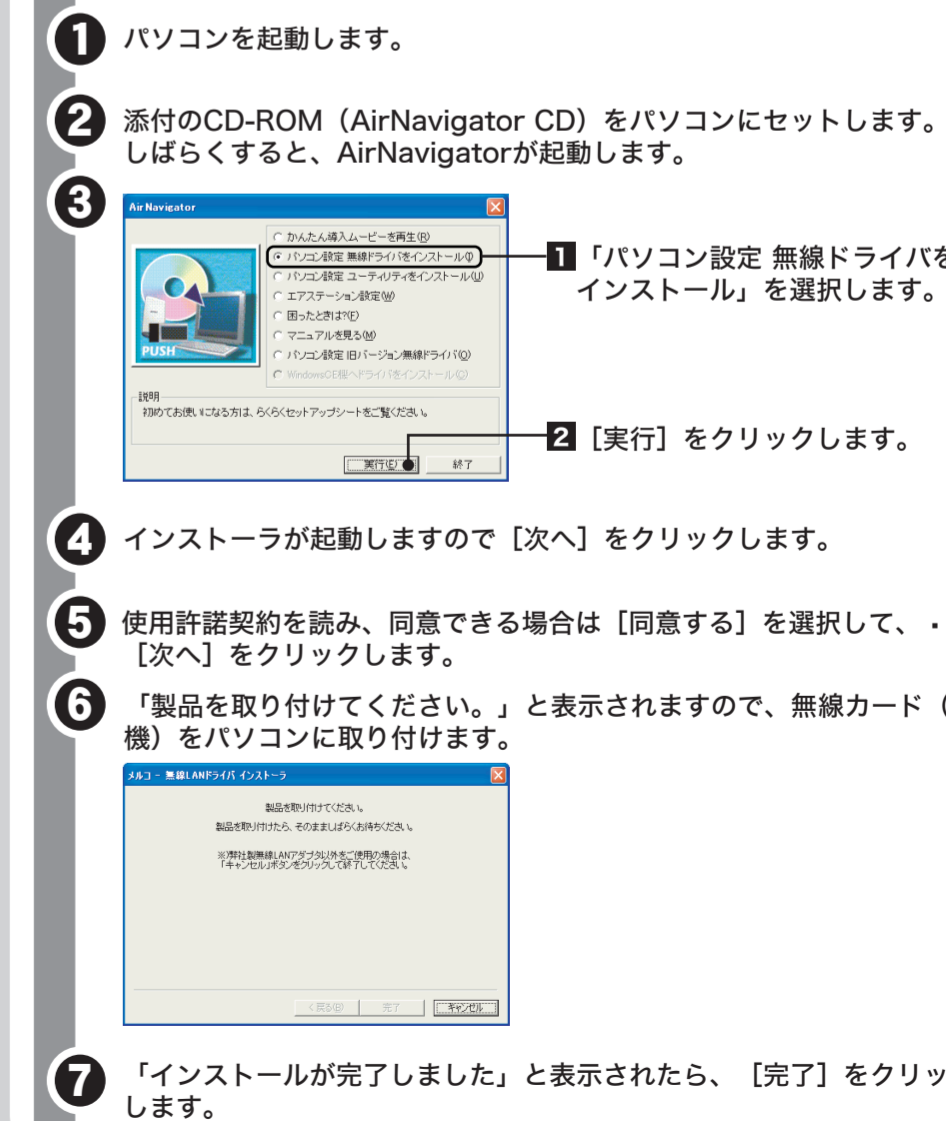 1 パソコンを起動します。
2 添付のCD-ROM（AirNavigator CD）をパソコンにセットします。
しばらくすると、AirNavigatorが起動します。
3
AirNavigator
かんたん導入ムービーを再生(R)
パソコン設定 無線ドライバをインストール(I)
パソコン設定 ユーティリティをインストール(U)
エアステーション設定(W)
困ったときは?(F)
マニュアルを見る(M)
パソコン設定 旧バージョン無線ドライバ(O)
WindowsCE機へドライバをインストール(C)
PUSH
説明
初めてお使いになる方は、らくらくセットアップシートをご覧ください。
実行(E)
終了
1 「パソコン設定 無線ドライバを
インストール」を選択します。
2 ［実行］をクリックします。
4 インストーラが起動しますので［次へ］をクリックします。
5 使用許諾契約を読み、同意できる場合は［同意する］を選択して、
［次へ］をクリックします。
6 「製品を取り付けてください。」と表示されますので、無線カード（
機）をパソコンに取り付けます。
メルコ - 無線LANドライバ インストーラ
製品を取り付けてください。
製品を取り付けたら、そのまましばらくお待ちください。
※弊社製無線LANアダプタ以外をご使用の場合は、
「キャンセル」ボタンをクリックして終了してください。
< 戻る(B)
完了
キャンセル
7 「インストールが完了しました」と表示されたら、［完了］をクリッ
します。